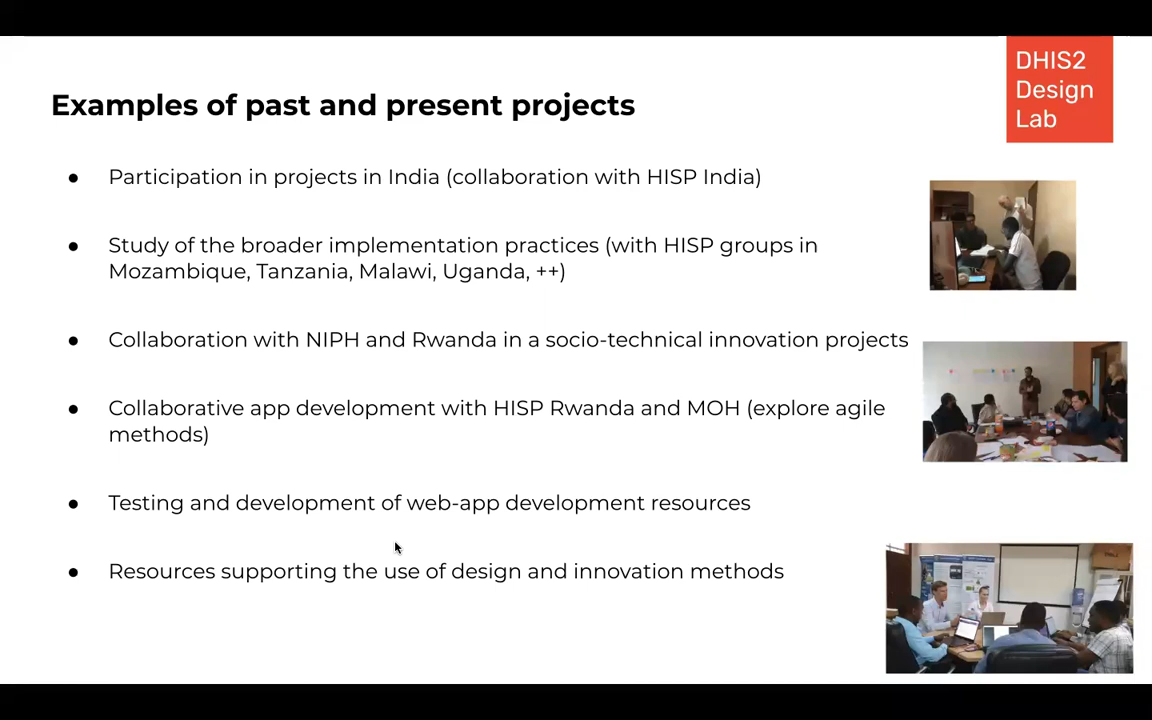 DHIS2
Design
Lab
Examples of past and present projects
● Participation in projects in India (collaboration with HISP India)
● Study of the broader implementation practices (with HISP groups in
Mozambique, Tanzania, Malawi, Uganda, ++)
● Collaboration with NIPH and Rwanda in a socio-technical innovation projects
● Collaborative app development with HISP Rwanda and MOH (explore agile
methods)
● Testing and development of web-app development resources
● Resources supporting the use of design and innovation methods